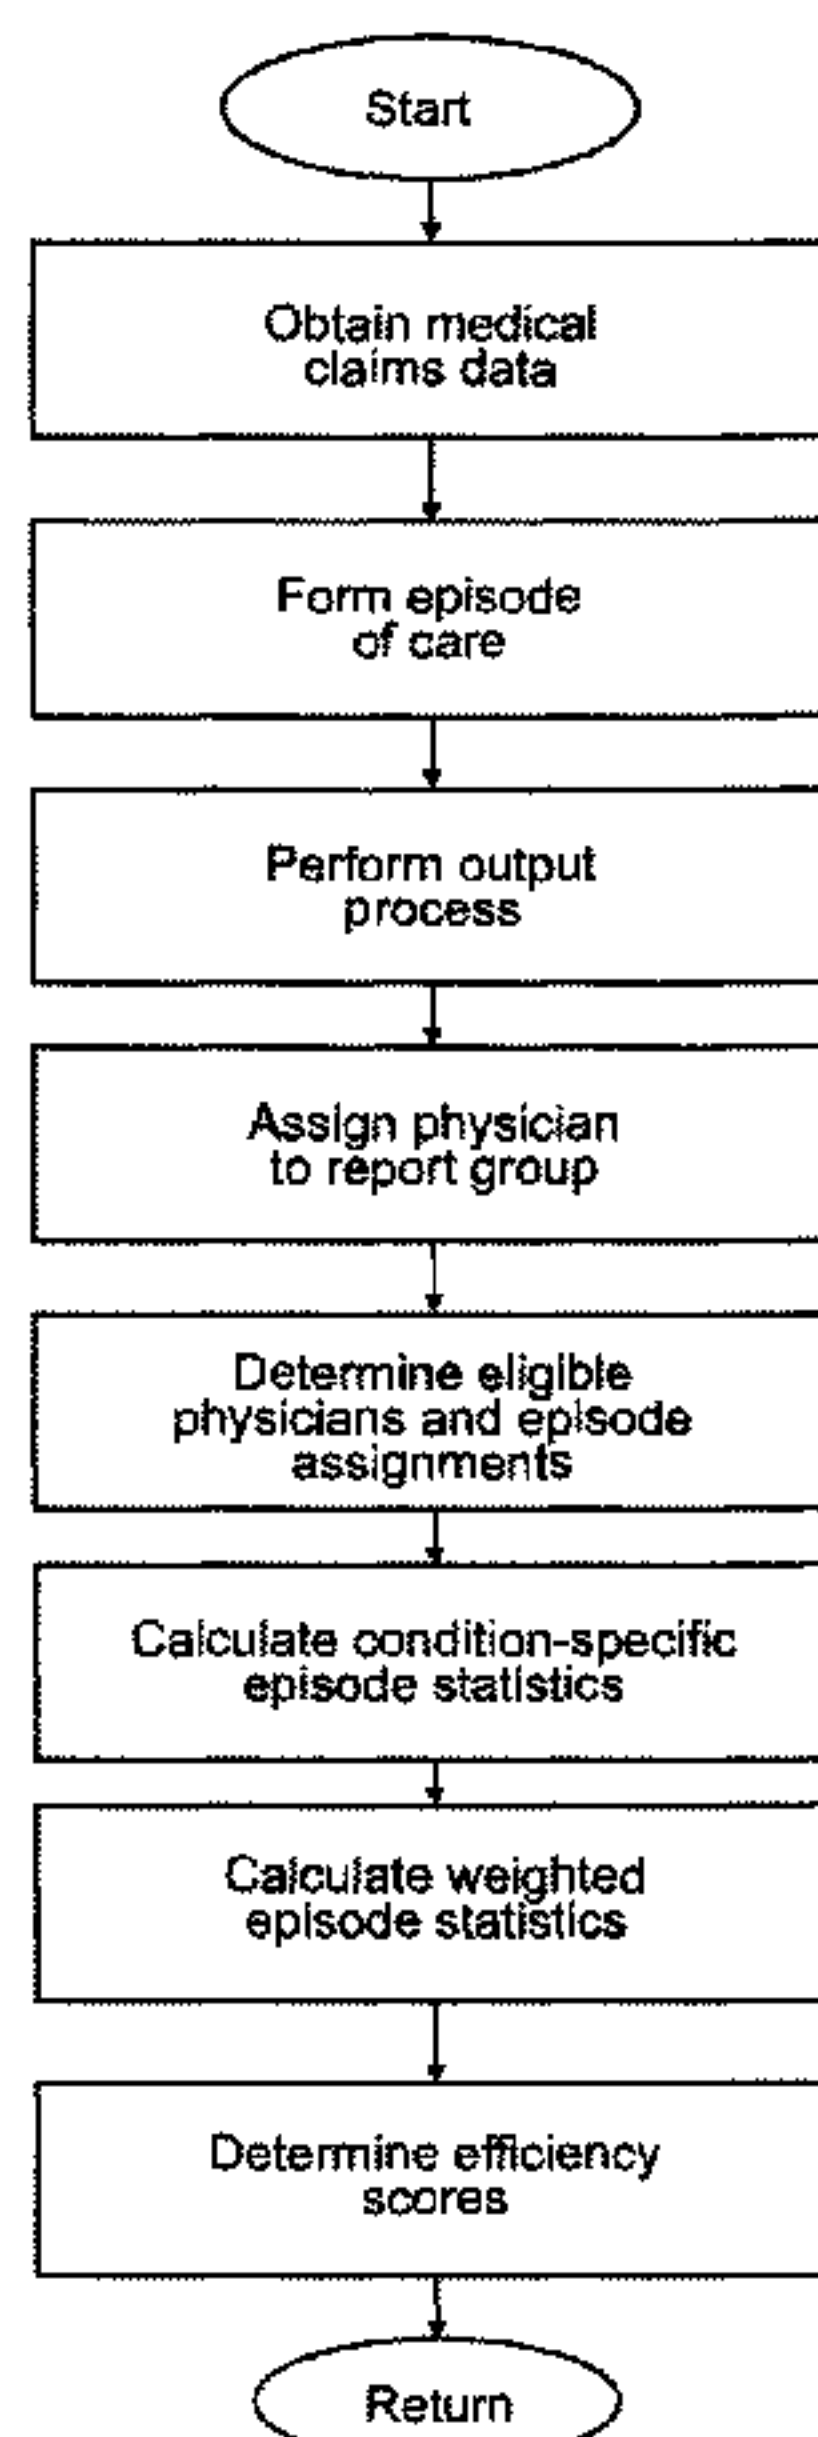 Start
Obtain medical
claims data
Form episode
of care
Perform output
process
Assign physician
to report group
Determine eligible
physicians and episode
assignments
Calculate condition-specific
episode statistics
Calculate weighted
episode statistics
Determine efficiency
scores
Return